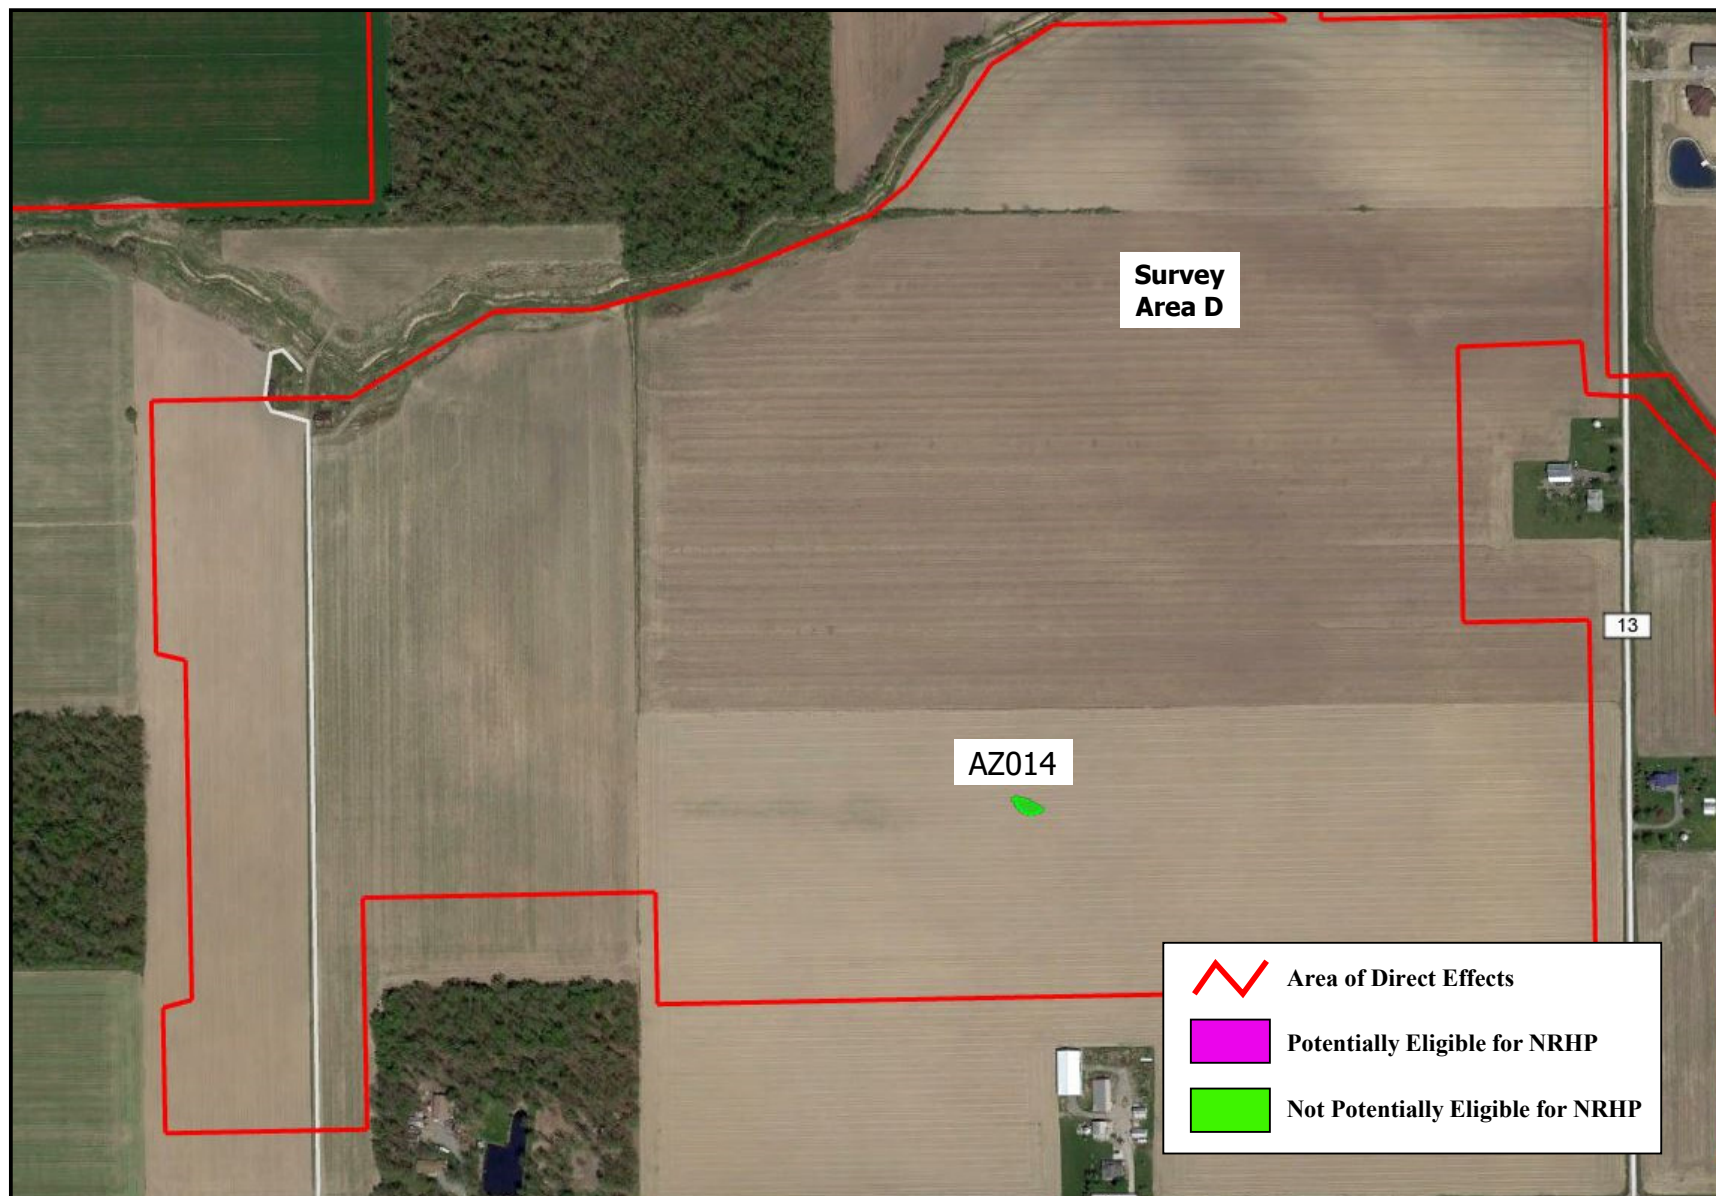 Survey
Area D
13
AZ014
Area of Direct Effects
Potentially Eligible for NRHP
Not Potentially Eligible for NRHP